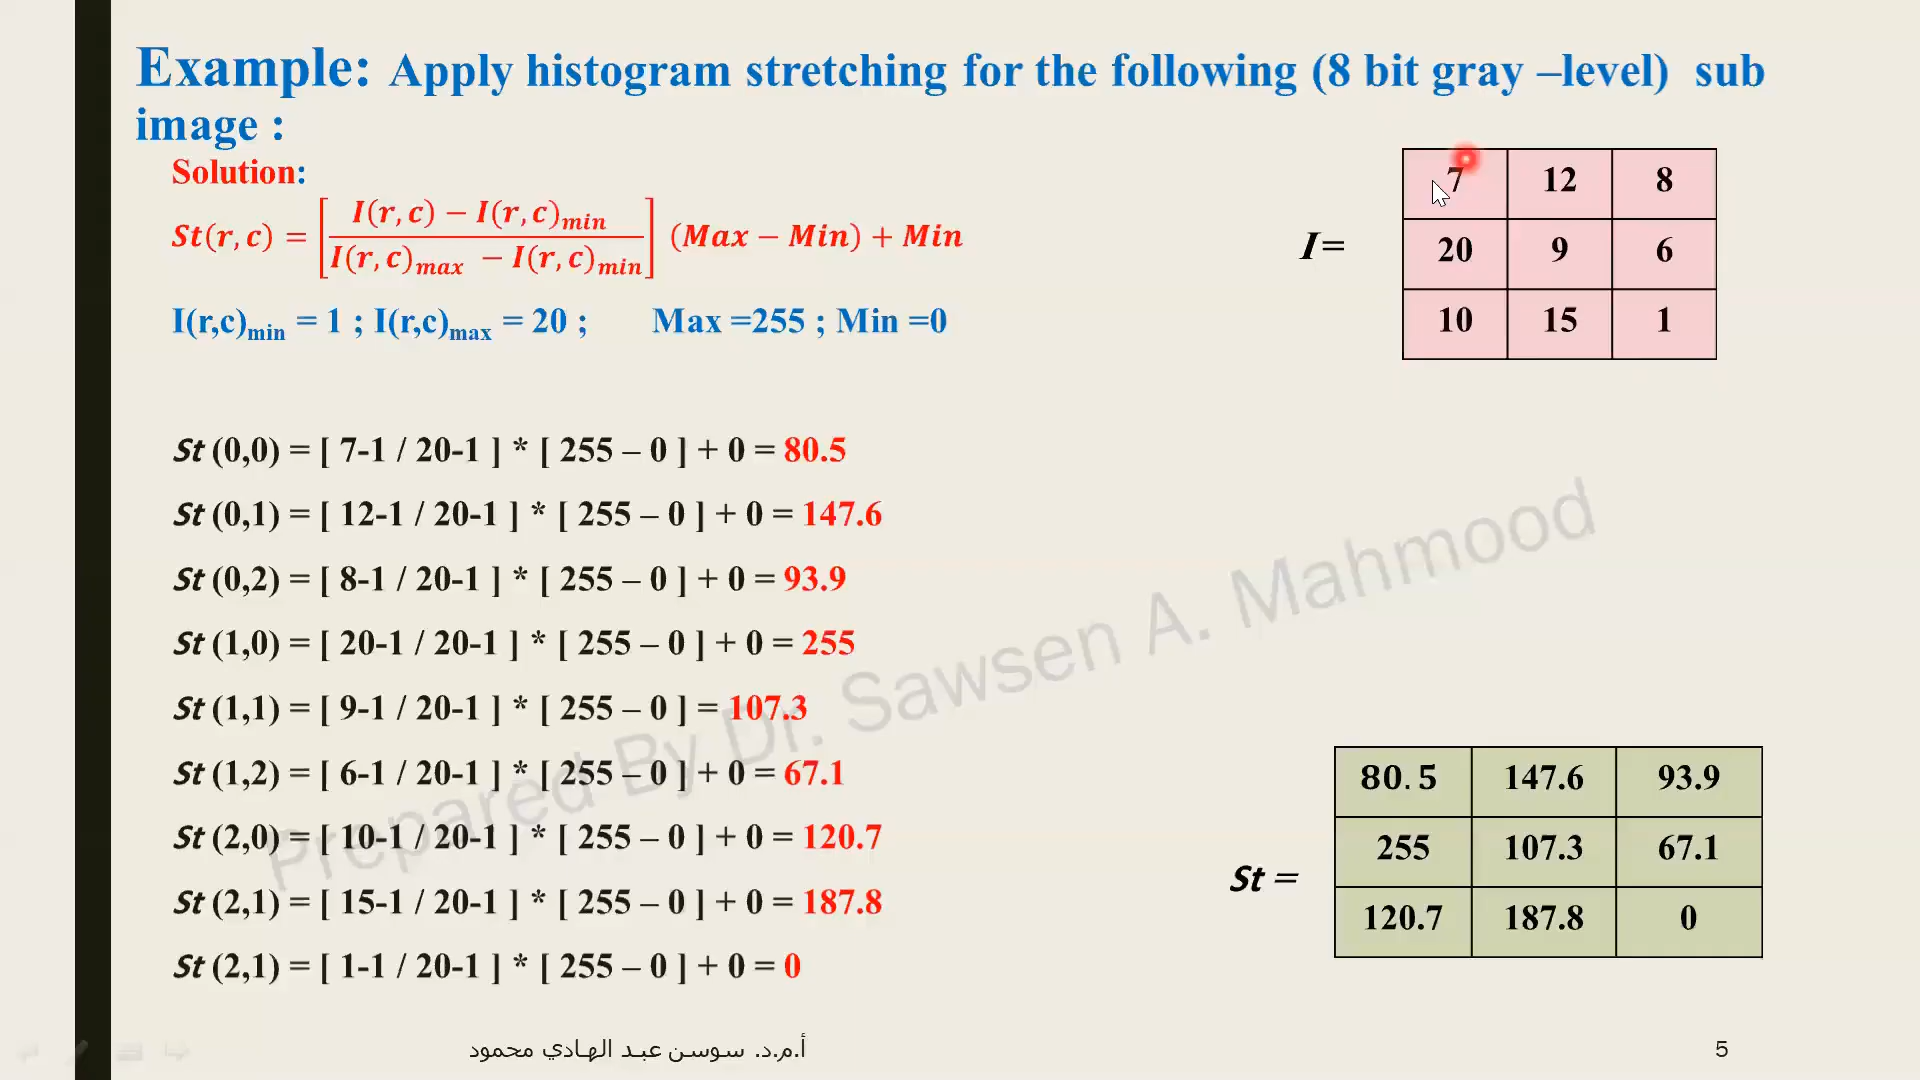 Example: Apply histogram stretching for the following (8 bit gray –level) sub
image :
Solution:
St(r,c) = [ I(r,c) − I(r,c)min / I(r,c)max − I(r,c)min ] (Max − Min) + Min
I(r,c)min = 1 ; I(r,c)max = 20 ; Max =255 ; Min =0
I=
7 12 8
20 9 6
10 15 1
St (0,0) = [ 7-1 / 20-1 ] * [ 255 – 0 ] + 0 = 80.5
St (0,1) = [ 12-1 / 20-1 ] * [ 255 – 0 ] + 0 = 147.6
St (0,2) = [ 8-1 / 20-1 ] * [ 255 – 0 ] + 0 = 93.9
St (1,0) = [ 20-1 / 20-1 ] * [ 255 – 0 ] + 0 = 255
St (1,1) = [ 9-1 / 20-1 ] * [ 255 – 0 ] = 107.3
St (1,2) = [ 6-1 / 20-1 ] * [ 255 – 0 ] + 0 = 67.1
St (2,0) = [ 10-1 / 20-1 ] * [ 255 – 0 ] + 0 = 120.7
St (2,1) = [ 15-1 / 20-1 ] * [ 255 – 0 ] + 0 = 187.8
St (2,1) = [ 1-1 / 20-1 ] * [ 255 – 0 ] + 0 = 0
St =
80.5 147.6 93.9
255 107.3 67.1
120.7 187.8 0
Prepared By Dr. Sawsen A. Mahmood
أ.م.د. سوسن عبد الهادي محمود
5